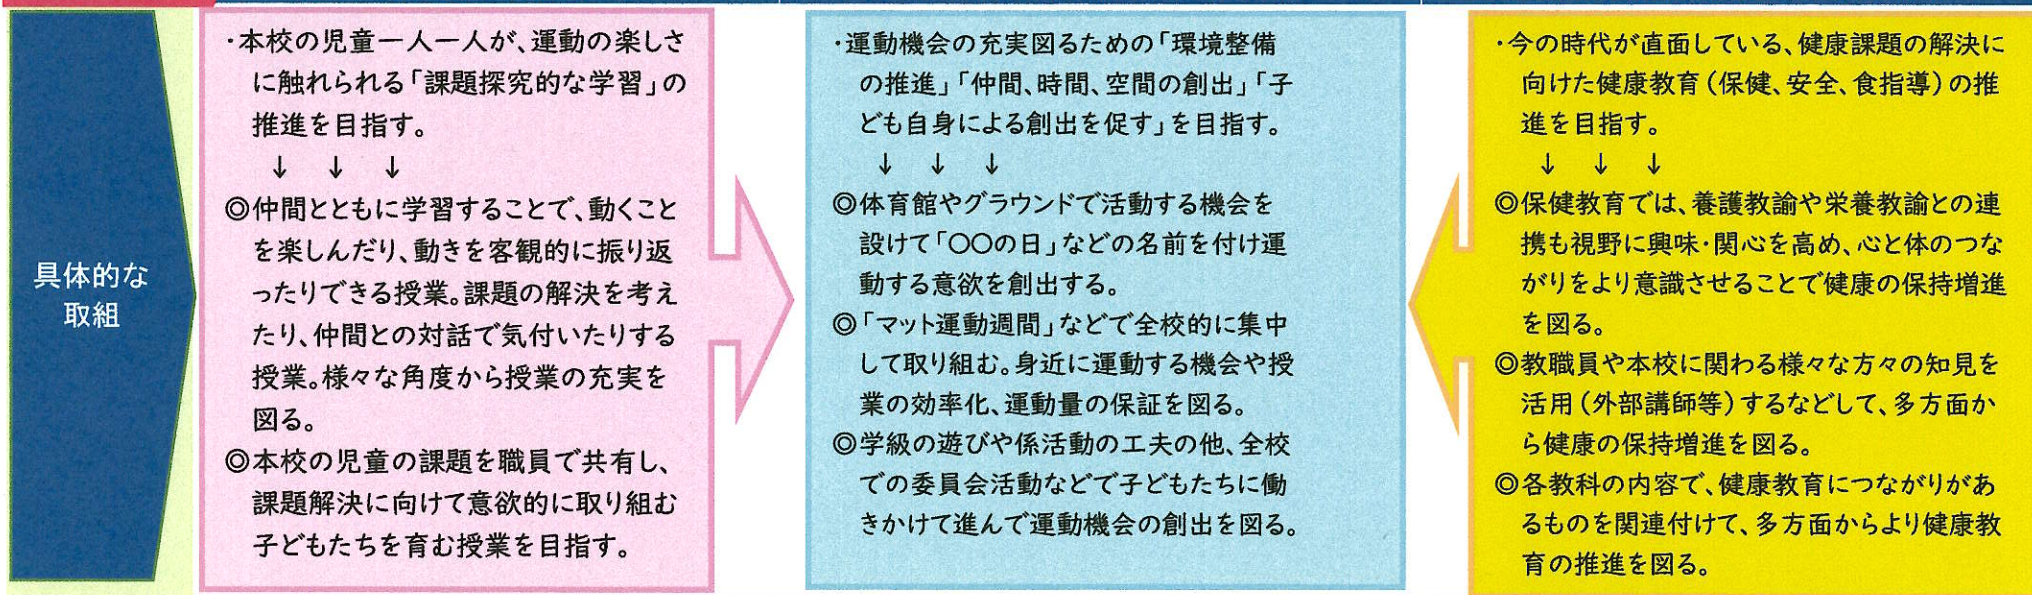 具体的な
取組
・本校の児童一人一人が、運動の楽しさ
に触れられる「課題探究的な学習」の
推進を目指す。
↓ ↓ ↓
◎仲間とともに学習することで、動くこと
を楽しんだり、動きを客観的に振り返
ったりできる授業。課題の解決を考え
たり、仲間との対話で気付いたりする
授業。様々な角度から授業の充実を
図る。
◎本校の児童の課題を職員で共有し、
課題解決に向けて意欲的に取り組む
子どもたちを育む授業を目指す。
・運動機会の充実図るための「環境整備
の推進」「仲間、時間、空間の創出」「子
ども自身による創出を促す」を目指す。
↓ ↓ ↓
◎体育館やグラウンドで活動する機会を
設けて「〇〇の日」などの名前を付け運
動する意欲を創出する。
◎「マット運動週間」などで全校的に集中
して取り組む。身近に運動する機会や授
業の効率化、運動量の保証を図る。
◎学級の遊びや係活動の工夫の他、全校
での委員会活動などで子どもたちに働
きかけて進んで運動機会の創出を図る。
・今の時代が直面している、健康課題の解決に
向けた健康教育(保健、安全、食指導)の推
進を目指す。
↓ ↓ ↓
◎保健教育では、養護教諭や栄養教諭との連
携も視野に興味・関心を高め、心と体のつな
がりをより意識させることで健康の保持増進
を図る。
◎教職員や本校に関わる様々な方々の知見を
活用(外部講師等)するなどして、多方面か
ら健康の保持増進を図る。
◎各教科の内容で、健康教育につながりがあ
るものを関連付けて、多方面からより健康教
育の推進を図る。